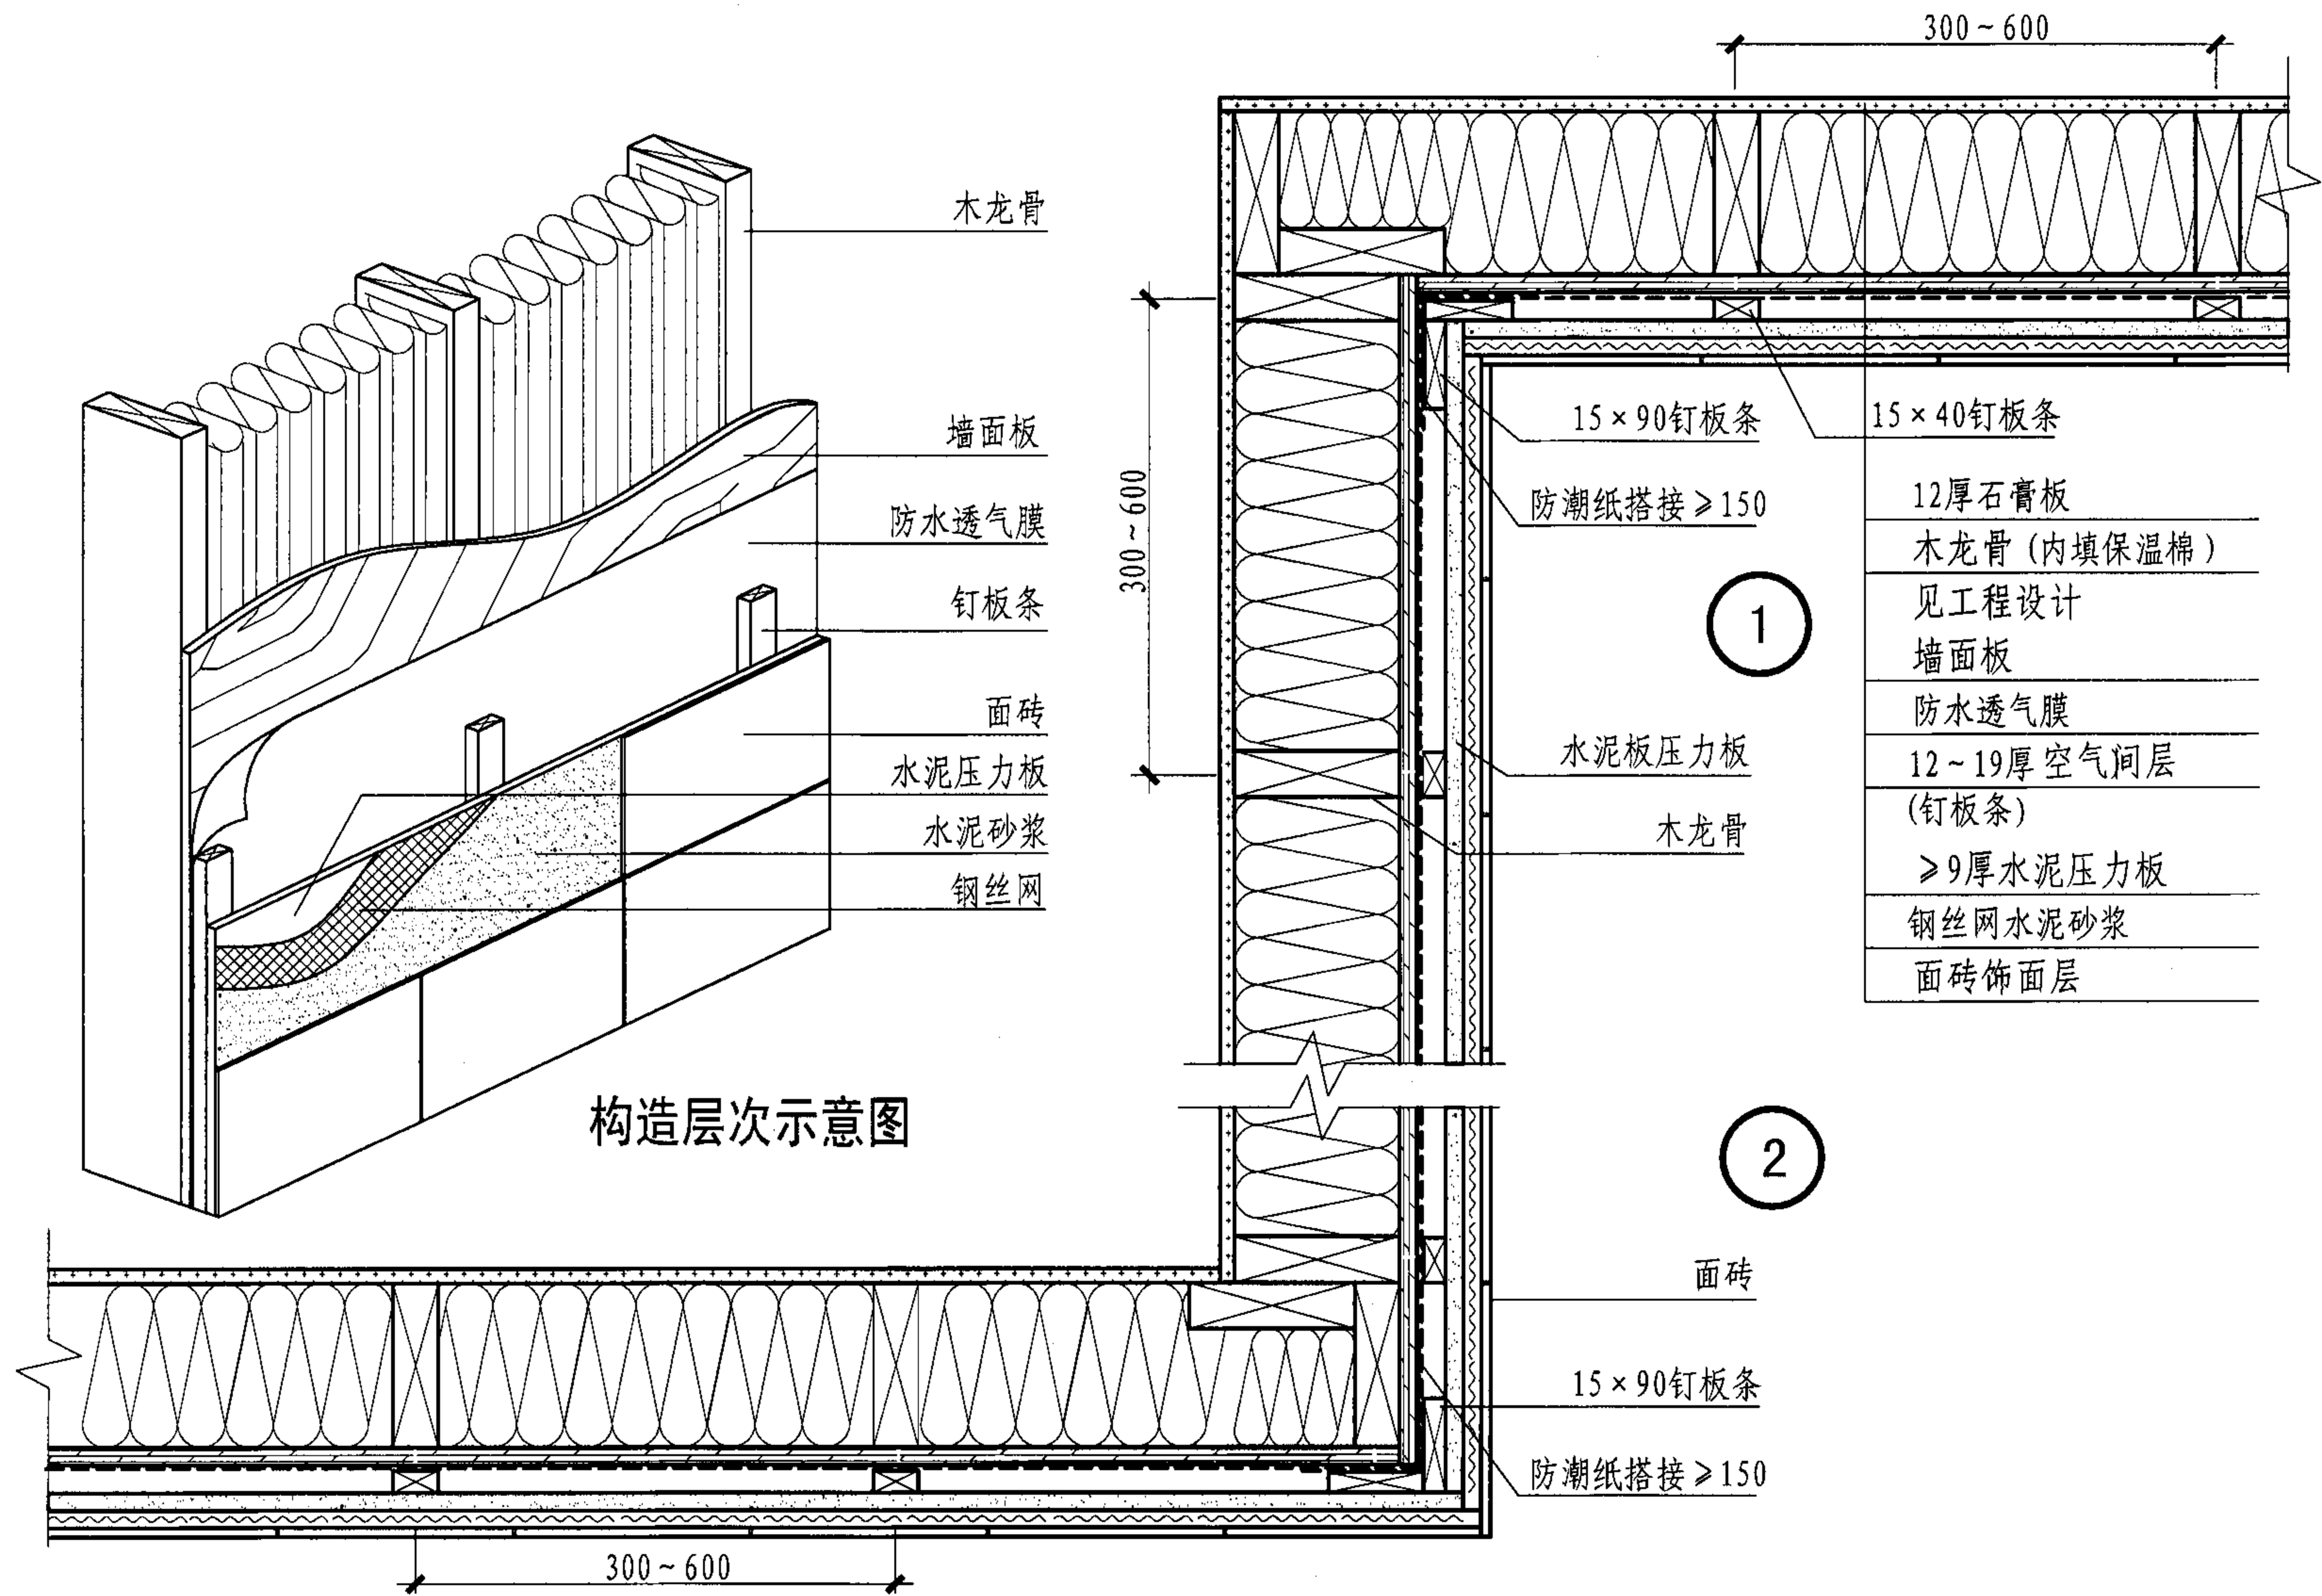 300~600
木龙骨
墙面板
防水透气膜
钉板条
面砖
水泥压力板
水泥砂浆
钢丝网
构造层次示意图
300~600
15×90钉板条
15×40钉板条
防潮纸搭接≥150
1
12厚石膏板
木龙骨(内填保温棉)
见工程设计
墙面板
防水透气膜
12~19厚空气间层
(钉板条)
≥9厚水泥压力板
钢丝网水泥砂浆
面砖饰面层
水泥板压力板
木龙骨
2
面砖
15×90钉板条
防潮纸搭接≥150
300~600